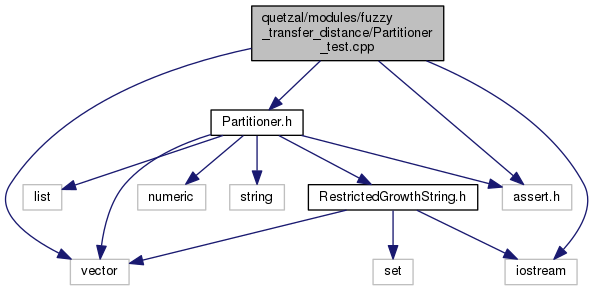 quetzal/modules/fuzzy
_transfer_distance/Partitioner
_test.cpp
Partitioner.h
list
numeric
string
RestrictedGrowthString.h
assert.h
vector
set
iostream